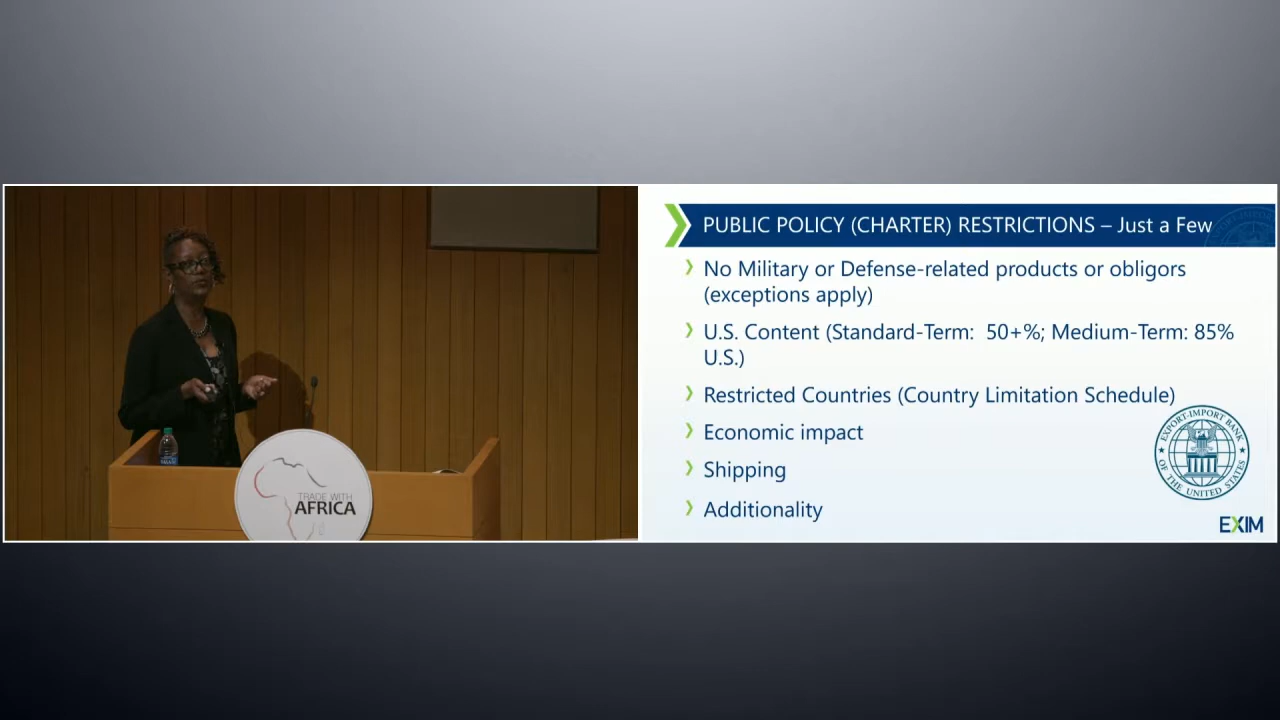 TRADE WITH
AFRICA
PUBLIC POLICY (CHARTER) RESTRICTIONS – Just a Few
❯ No Military or Defense-related products or obligors
(exceptions apply)
❯ U.S. Content (Standard-Term:  50+%; Medium-Term: 85%
U.S.)
❯ Restricted Countries (Country Limitation Schedule)
❯ Economic impact
❯ Shipping
❯ Additionality
EXPORT-IMPORT BANK
OF THE UNITED STATES
EXIM